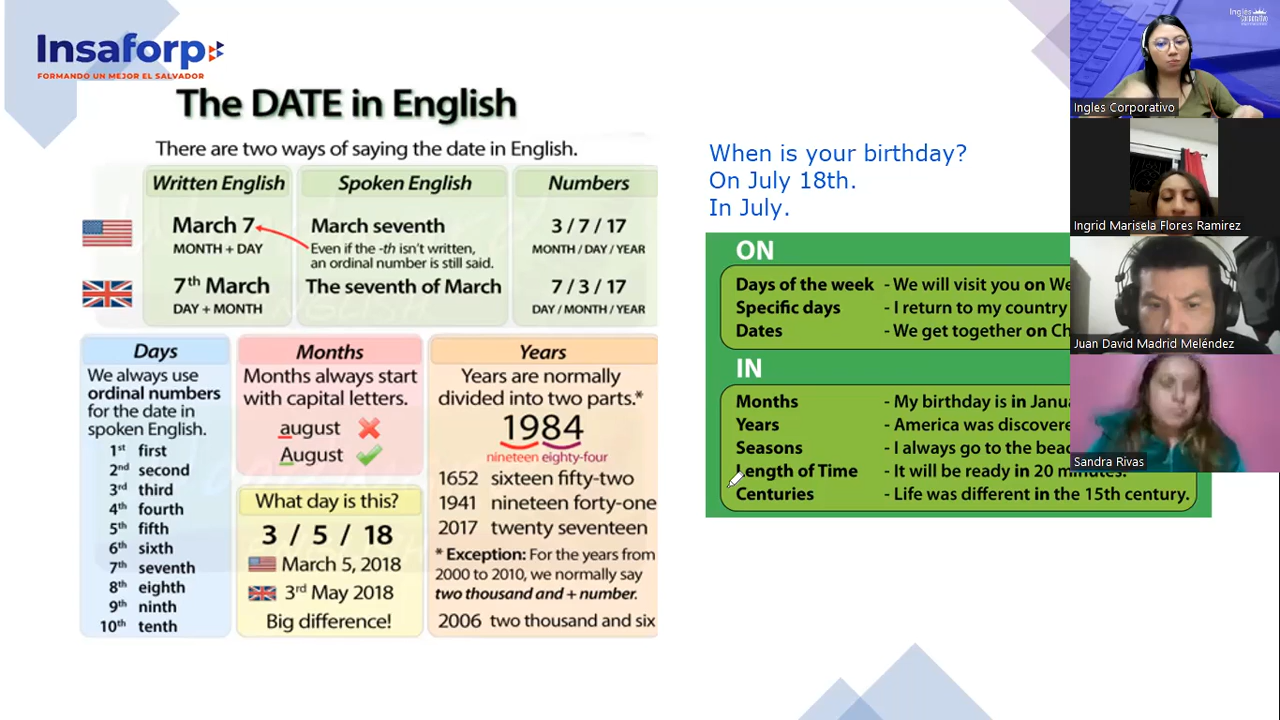 Insaforp
FORMANDO UN MEJOR EL SALVADOR
The DATE in English
There are two ways of saying the date in English.
Written English
Spoken English
Numbers
March 7
MONTH + DAY
March seventh
Even if the -th isn't written,
an ordinal number is still said.
3 / 7 / 17
MONTH / DAY / YEAR
7th March
DAY + MONTH
The seventh of March
7 / 3 / 17
DAY / MONTH / YEAR
Days
We always use
ordinal numbers
for the date in
spoken English.
1st first
2nd second
3rd third
4th fourth
5th fifth
6th sixth
7th seventh
8th eighth
9th ninth
10th tenth
Months
Months always start
with capital letters.
august
August
What day is this?
3 / 5 / 18
March 5, 2018
3rd May 2018
Big difference!
Years
Years are normally
divided into two parts.*
1984
nineteen eighty-four
1652 sixteen fifty-two
1941 nineteen forty-one
2017 twenty seventeen
* Exception: For the years from
2000 to 2010, we normally say
two thousand and + number.
2006 two thousand and six
When is your birthday?
On July 18th.
In July.
ON
Days of the week - We will visit you on We
Specific days - I return to my country
Dates - We get together on Ch
IN
Months - My birthday is in Janua
Years - America was discovere
Seasons - I always go to the bea
Length of Time - It will be ready in 20 minutes.
Centuries - Life was different in the 15th century.
Ingles Corporativo
Ingrid Marisela Flores Ramirez
Juan David Madrid Meléndez
Sandra Rivas